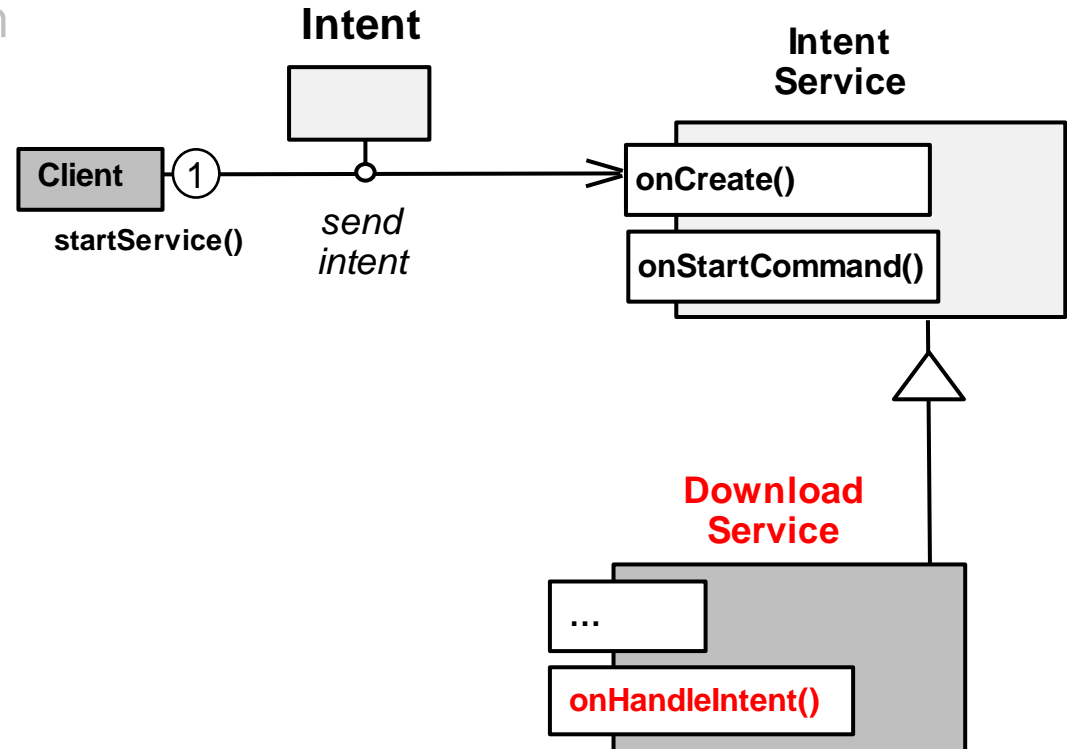 Intent
Intent
Service
Client
1
startService()
send
intent
onCreate()
onStartCommand()
Download
Service
...
onHandleIntent()